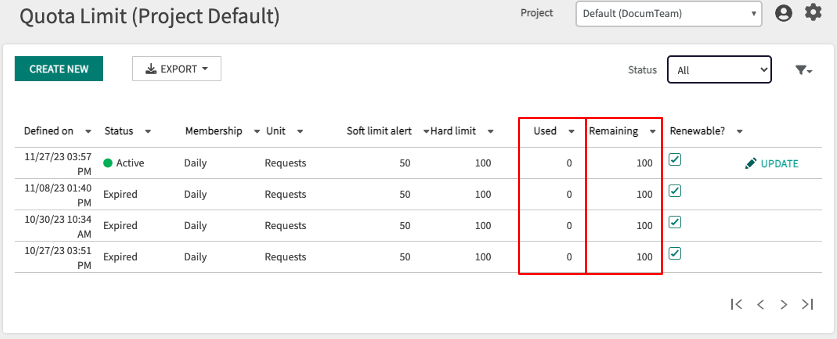 Quota Limit (Project Default)
Project Default (DocumTeam)
CREATE NEW EXPORT Status All
Defined on Status Membership Unit Soft limit alert Hard limit Used Remaining Renewable?
11/27/23 03:57
PM Active Daily Requests 50 100 0 100 UPDATE
11/08/23 01:40
PM Expired Daily Requests 50 100 0 100
10/30/23 10:34
AM Expired Daily Requests 50 100 0 100
10/27/23 03:51
PM Expired Daily Requests 50 100 0 100